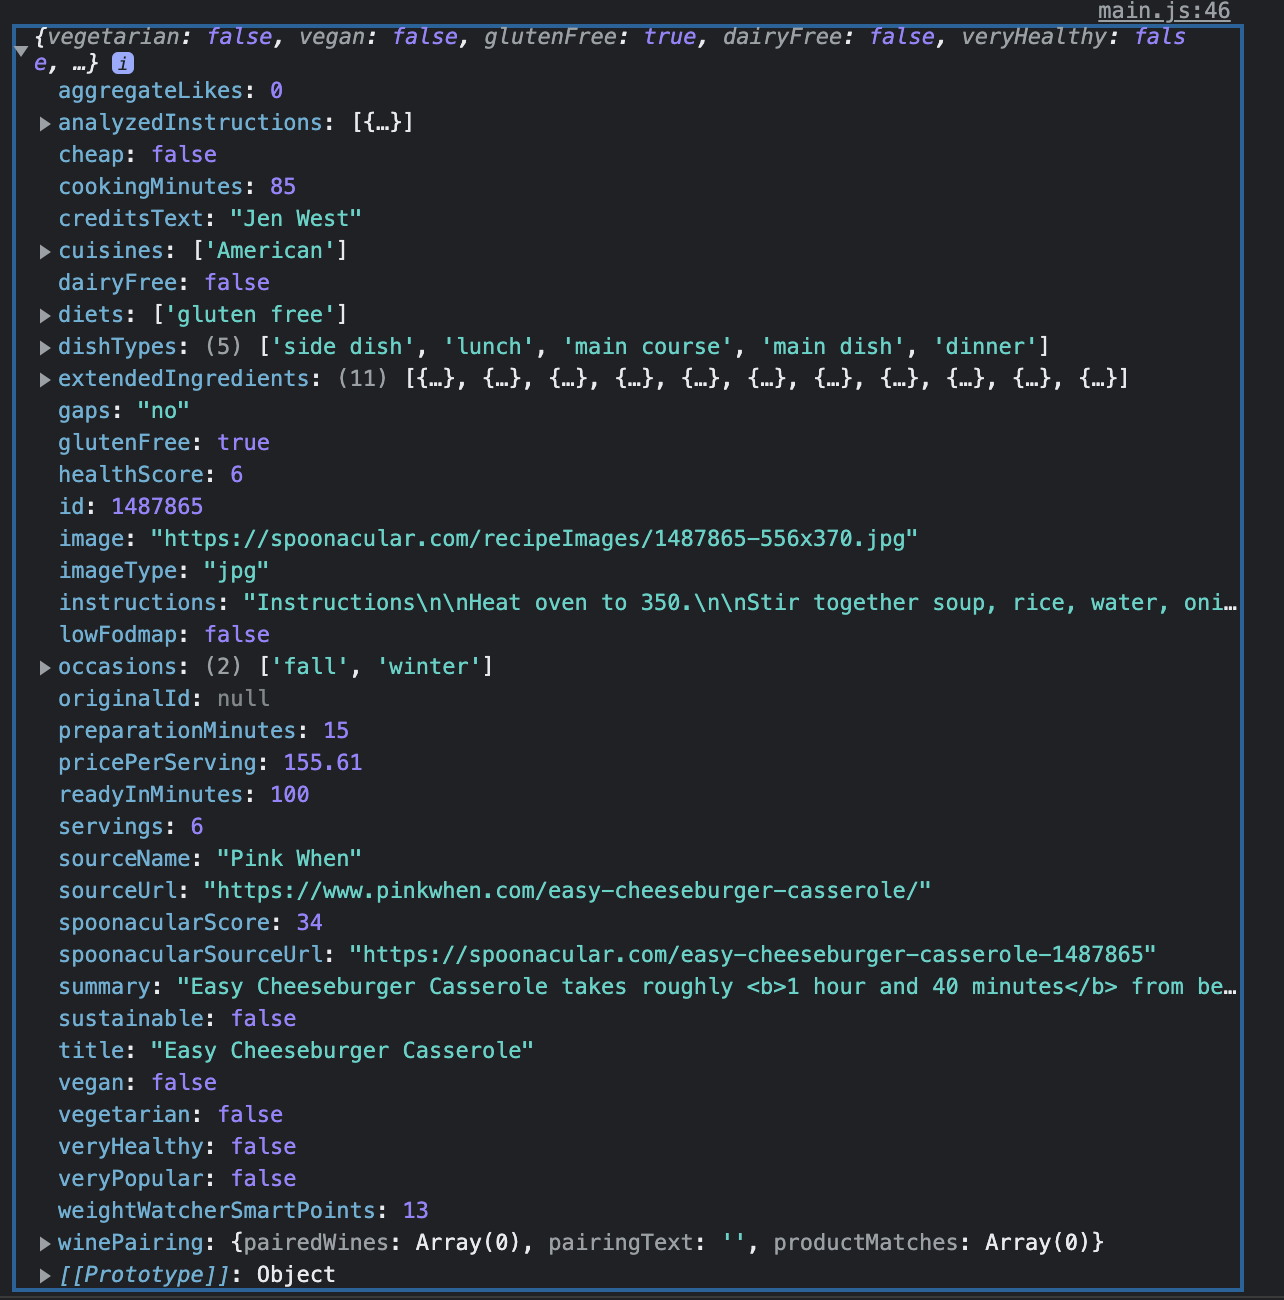 main.js:46
{vegetarian: false, vegan: false, glutenFree: true, dairyFree: false, veryHealthy: fals
e, …} i
aggregateLikes: 0
analyzedInstructions: [{…}]
cheap: false
cookingMinutes: 85
creditsText: "Jen West"
cuisines: ['American']
dairyFree: false
diets: ['gluten free']
dishTypes: (5) ['side dish', 'lunch', 'main course', 'main dish', 'dinner']
extendedIngredients: (11) [{…}, {…}, {…}, {…}, {…}, {…}, {…}, {…}, {…}, {…}, {…}]
gaps: "no"
glutenFree: true
healthScore: 6
id: 1487865
image: "https://spoonacular.com/recipeImages/1487865-556x370.jpg"
imageType: "jpg"
instructions: "Instructions\n\nHeat oven to 350.\n\nStir together soup, rice, water, oni…
lowFodmap: false
occasions: (2) ['fall', 'winter']
originalId: null
preparationMinutes: 15
pricePerServing: 155.61
readyInMinutes: 100
servings: 6
sourceName: "Pink When"
sourceUrl: "https://www.pinkwhen.com/easy-cheeseburger-casserole/"
spoonacularScore: 34
spoonacularSourceUrl: "https://spoonacular.com/easy-cheeseburger-casserole-1487865"
summary: "Easy Cheeseburger Casserole takes roughly <b>1 hour and 40 minutes</b> from be…
sustainable: false
title: "Easy Cheeseburger Casserole"
vegan: false
vegetarian: false
veryHealthy: false
veryPopular: false
weightWatcherSmartPoints: 13
winePairing: {pairedWines: Array(0), pairingText: '', productMatches: Array(0)}
[[Prototype]]: Object